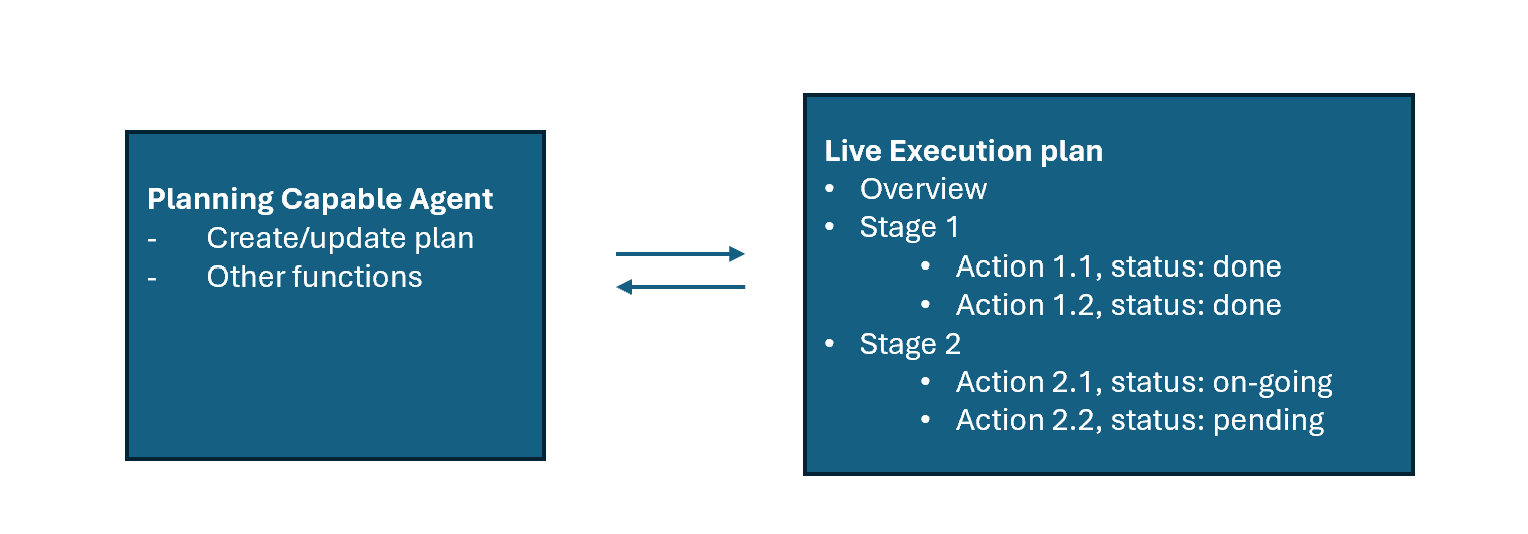 Planning Capable Agent
- Create/update plan
- Other functions
Live Execution plan
• Overview
• Stage 1
• Action 1.1, status: done
• Action 1.2, status: done
• Stage 2
• Action 2.1, status: on-going
• Action 2.2, status: pending